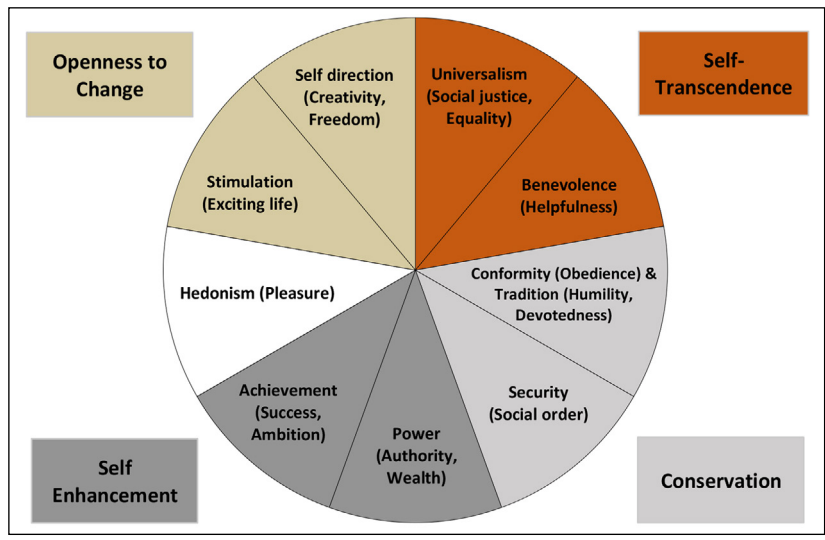 Openness to
Change
Self direction
(Creativity,
Freedom)
Universalism
(Social justice,
Equality)
Self-
Transcendence
Stimulation
(Exciting life)
Benevolence
(Helpfulness)
Hedonism (Pleasure)
Conformity (Obedience) &
Tradition (Humility,
Devotedness)
Achievement
(Success,
Ambition)
Power
(Authority,
Wealth)
Security
(Social order)
Self
Enhancement
Conservation